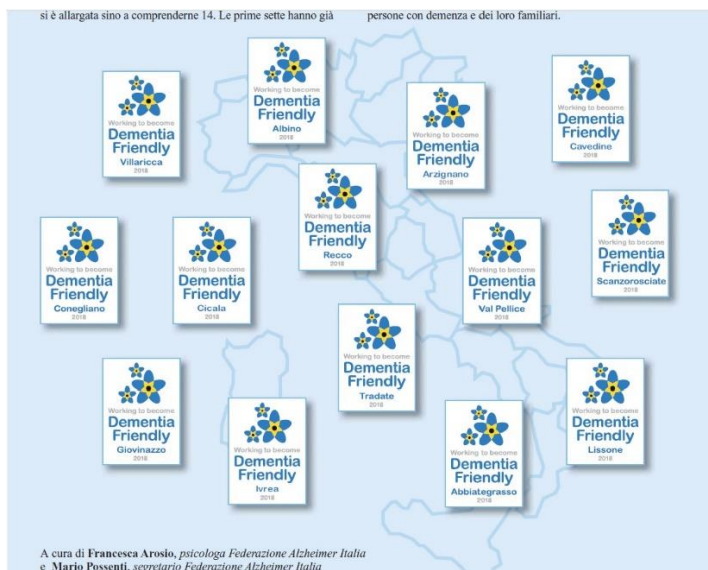 si è allargata sino a comprenderne 14. Le prime sette hanno già
persone con demenza e dei loro familiari.
Working to become
Dementia
Friendly
Villaricca
2018
Working to become
Dementia
Friendly
Albino
2018
Working to become
Dementia
Friendly
Arzignano
2018
Working to become
Dementia
Friendly
Cavedine
2018
Working to become
Dementia
Friendly
Recco
2018
Working to become
Dementia
Friendly
Conegliano
2018
Working to become
Dementia
Friendly
Cicala
2018
Working to become
Dementia
Friendly
Val Pellice
2018
Working to become
Dementia
Friendly
Scanzorosciate
2018
Working to become
Dementia
Friendly
Tradate
2018
Working to become
Dementia
Friendly
Giovinazzo
2018
Working to become
Dementia
Friendly
Ivrea
2018
Working to become
Dementia
Friendly
Abbiategrasso
2018
Working to become
Dementia
Friendly
Lissone
2018
A cura di Francesca Arosio, psicologa Federazione Alzheimer Italia
e Mario Possenti, segretario Federazione Alzheimer Italia